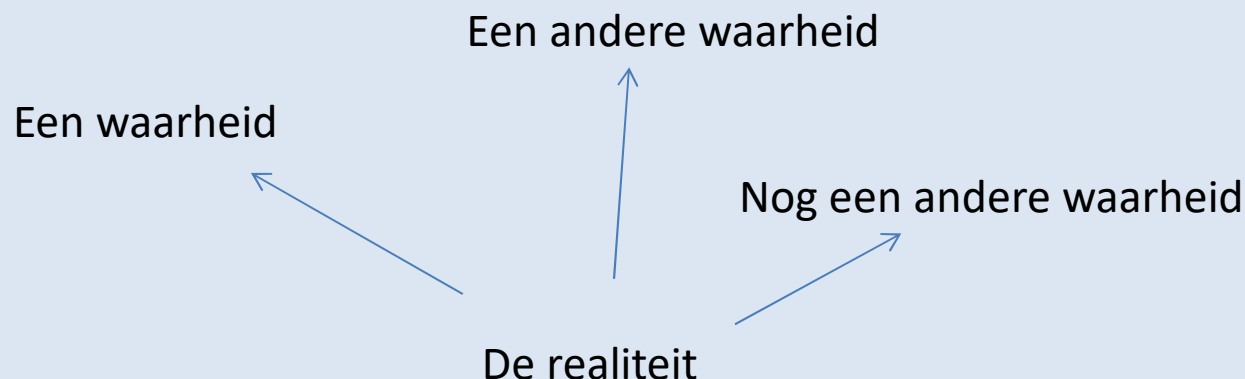 Een andere waarheid
Een waarheid
Nog een andere waarheid
De realiteit